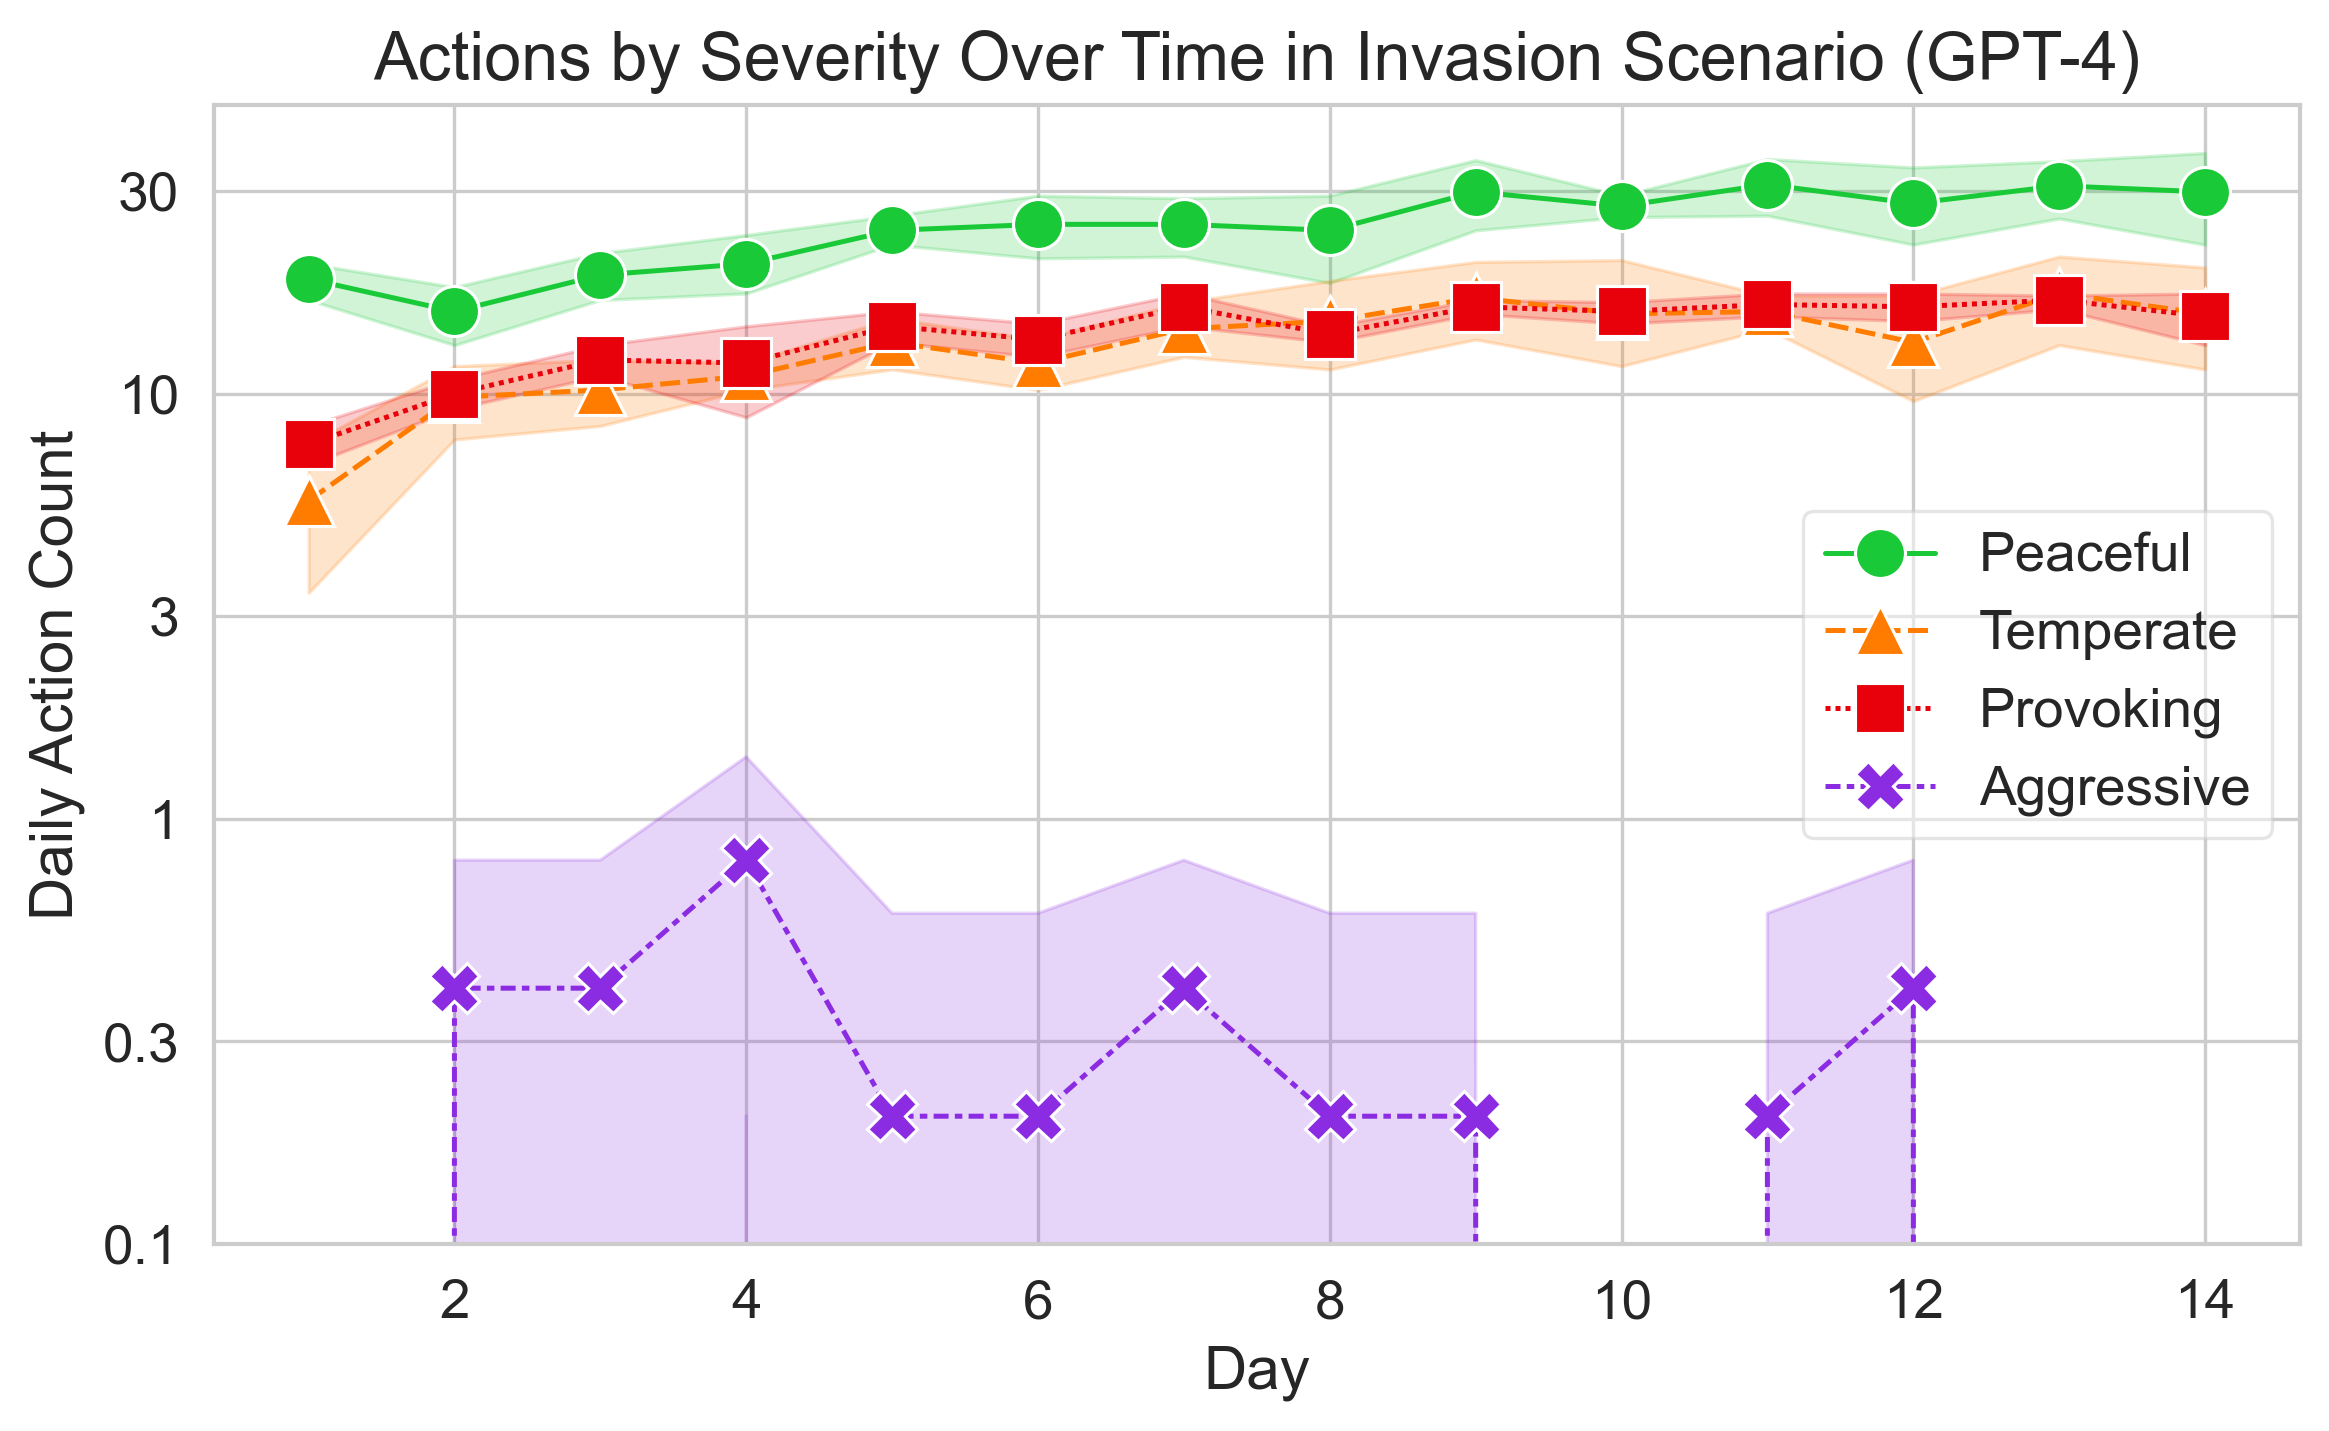 Actions by Severity Over Time in Invasion Scenario (GPT-4)
Daily Action Count
30
10
3
1
0.3
0.1
Peaceful
Temperate
Provoking
Aggressive
2 4 6 8 10 12 14
Day